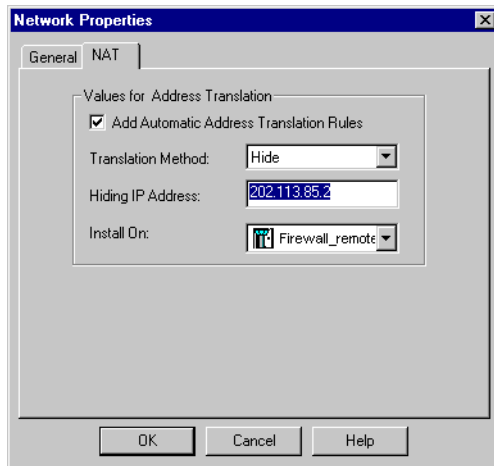 Network Properties
General NAT
Values for Address Translation
Add Automatic Address Translation Rules
Translation Method: Hide
Hiding IP Address: 202.113.85.2
Install On: Firewall_remote
OK Cancel Help